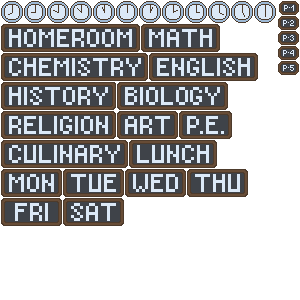 P-1
P-2
P-3
P-4
P-5
HOMEROOM MATH
CHEMISTRY ENGLISH
HISTORY BIOLOGY
RELIGION ART P.E.
CULINARY LUNCH
MON TUE WED THU
FRI SAT